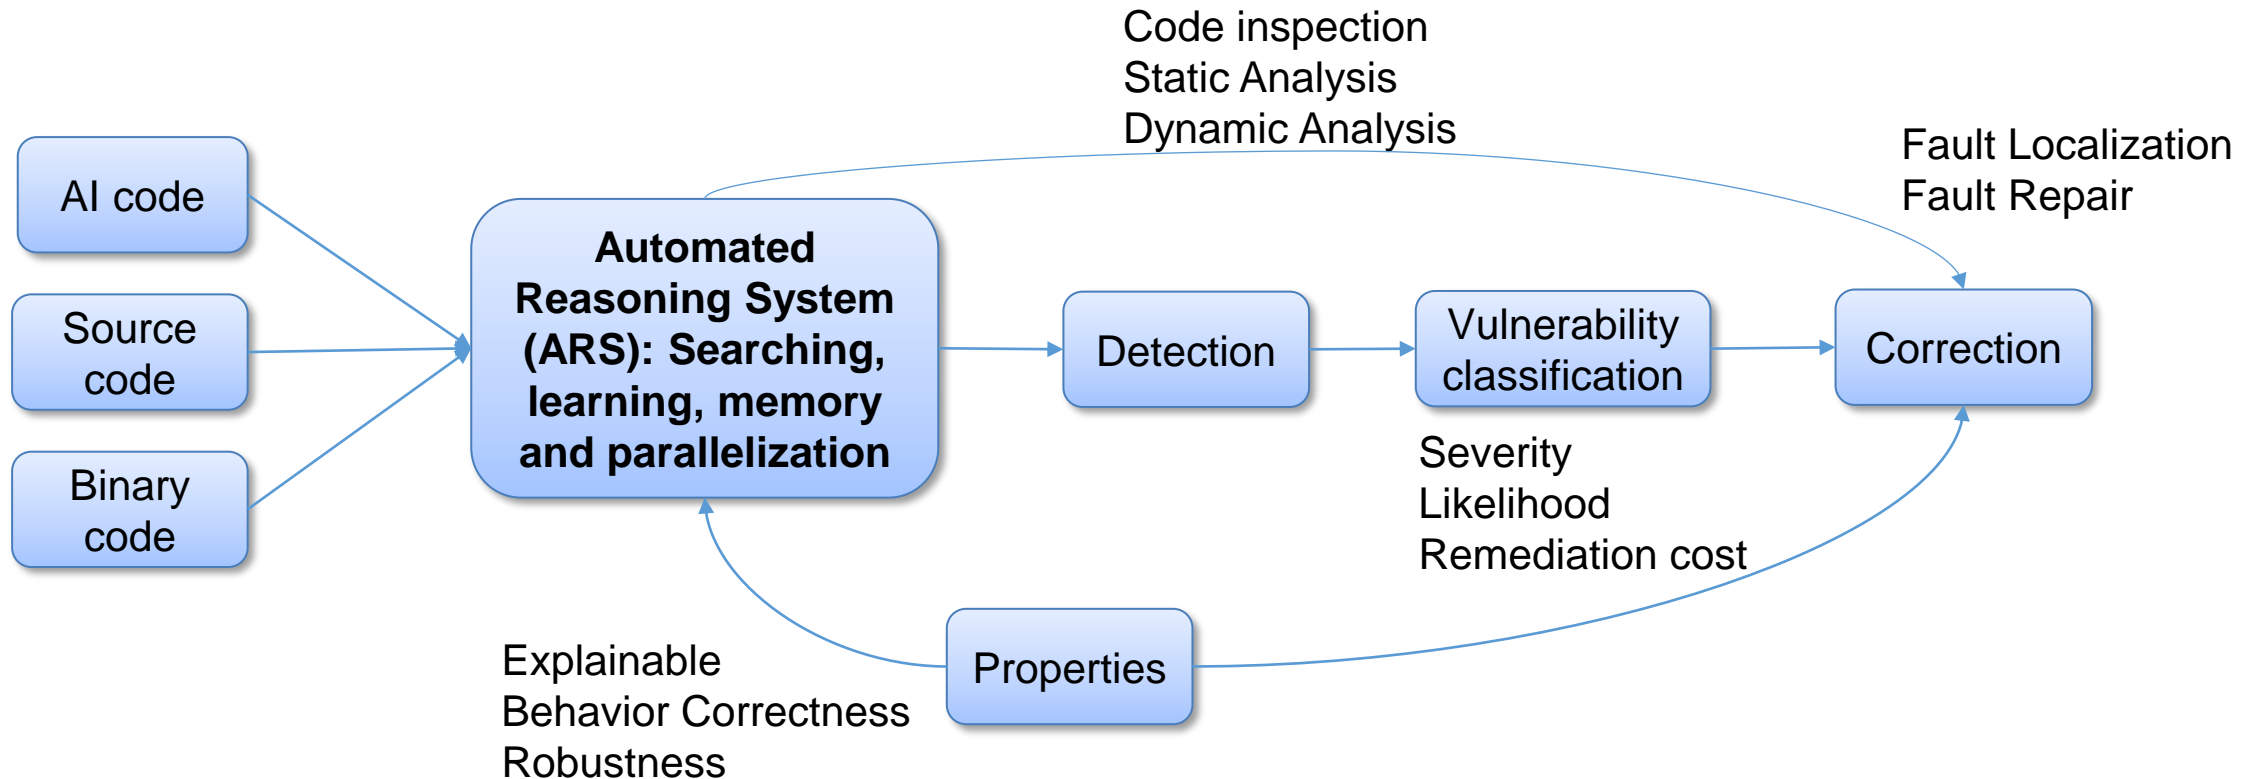 Code inspection
Static Analysis
Dynamic Analysis
Fault Localization
Fault Repair
AI code
Source
code
Binary
code
Automated
Reasoning System
(ARS): Searching,
learning, memory
and parallelization
Detection
Vulnerability
classification
Correction
Severity
Likelihood
Remediation cost
Properties
Explainable
Behavior Correctness
Robustness